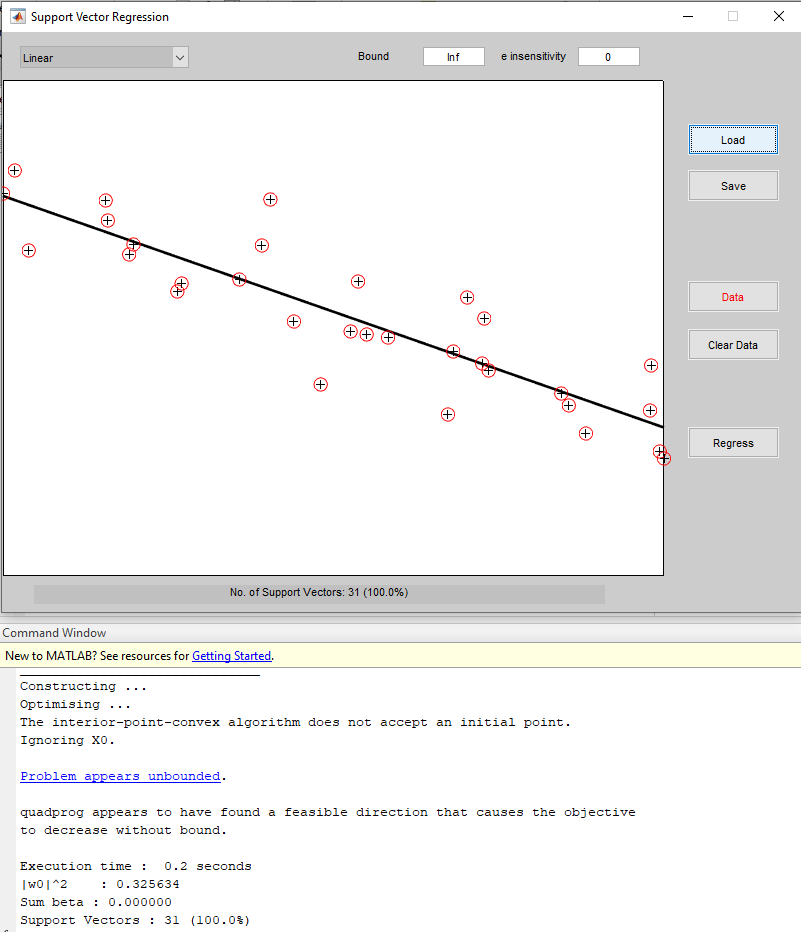 Support Vector Regression
Linear
Bound
Inf
e insensitivity
0
Load
Save
Data
Clear Data
Regress
No. of Support Vectors: 31 (100.0%)
Command Window
New to MATLAB? See resources for Getting Started.
Constructing ...
Optimising ...
The interior-point-convex algorithm does not accept an initial point.
Ignoring X0.
Problem appears unbounded.
quadprog appears to have found a feasible direction that causes the objective
to decrease without bound.
Execution time :  0.2 seconds
|w0|^2    : 0.325634
Sum beta : 0.000000
Support Vectors : 31 (100.0%)